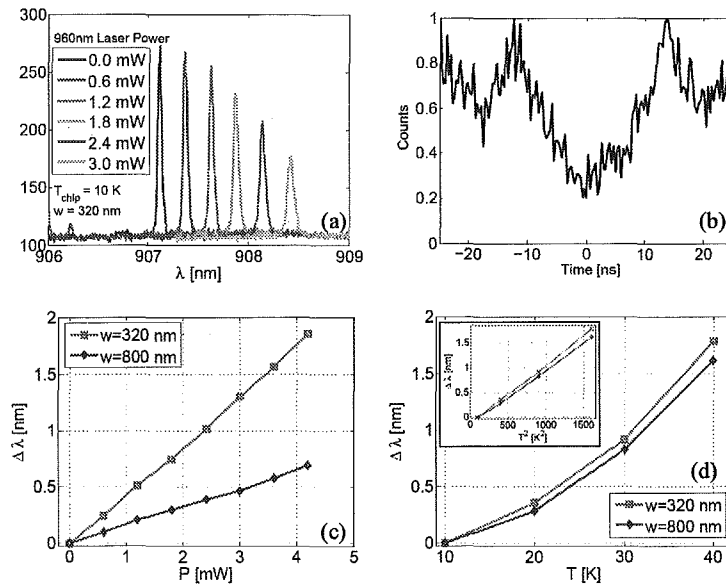 960nm Laser Power
0.0 mW
0.6 mW
1.2 mW
1.8 mW
2.4 mW
3.0 mW
T_chip = 10 K
w = 320 nm
300
250
200
150
100
906
907
908
909
λ [nm]
(a)
1
0.8
0.6
0.4
0.2
0
Counts
-20
-10
0
10
20
Time [ns]
(b)
w=320 nm
w=800 nm
2
1.5
1
0.5
0
Δ λ [nm]
0
1
2
3
4
5
P [mW]
(c)
2
1.5
1
0.5
0
Δ λ [nm]
10
20
30
40
T [K]
1.5
1
0.5
0
Δ λ [nm]
500
1000
1500
T² [K²]
w=320 nm
w=800 nm
(d)